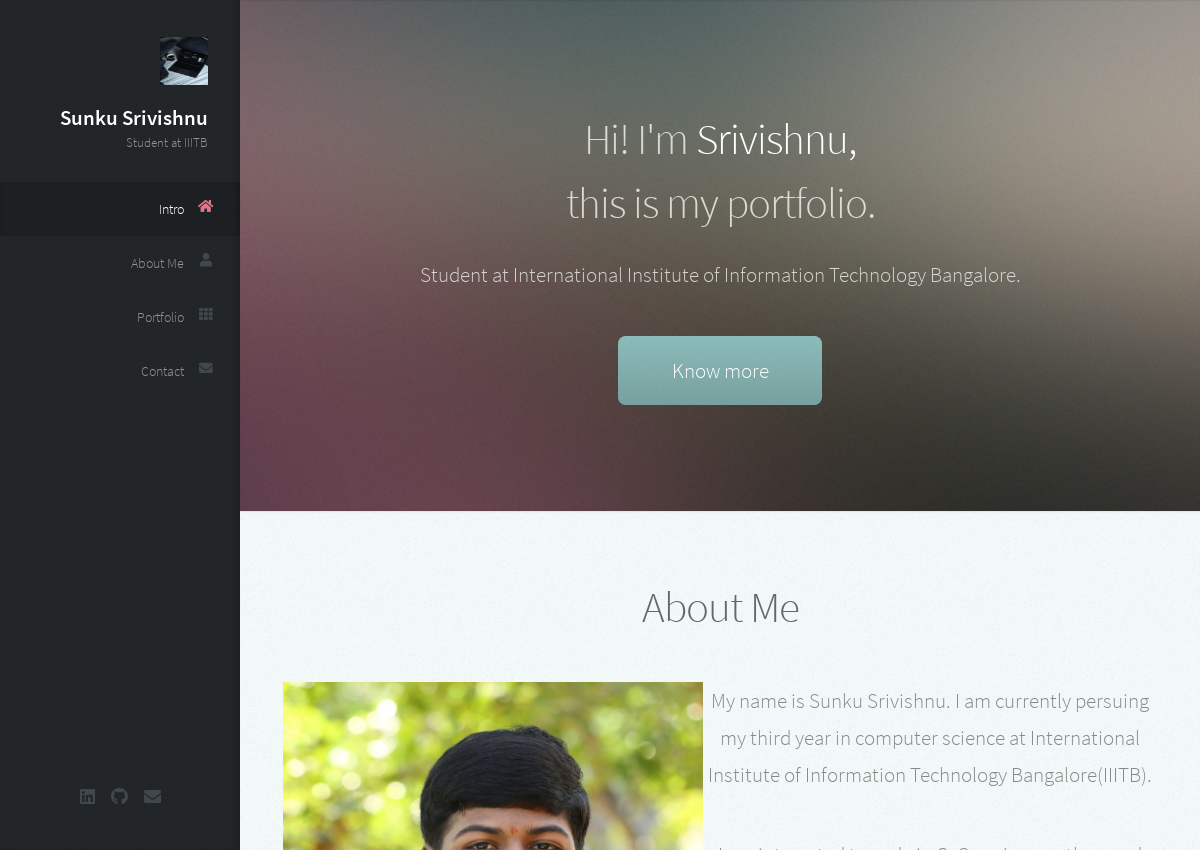 Sunku Srivishnu
Student at IIITB
Intro
About Me
Portfolio
Contact
Hi! I'm Srivishnu,
this is my portfolio.
Student at International Institute of Information Technology Bangalore.
Know more
About Me
My name is Sunku Srivishnu. I am currently persuing
my third year in computer science at International
Institute of Information Technology Bangalore(IIITB).